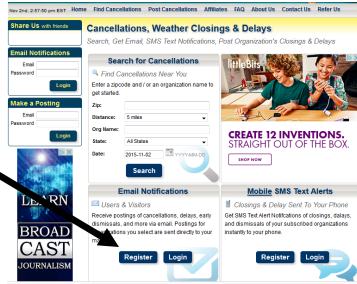 Nov 2nd, 2:57:50 pm EST Home Find Cancellations Post Cancellations Affiliates FAQ About Us Contact Us Refer Us
Share Us with friends
Email Notifications
Email
Password
Login
Make a Posting
Email
Password
Login
LEARN
BROAD
CAST
JOURNALISM
Cancellations, Weather Closings
& Delays
Search, Get Email, SMS Text Notifications, Post Organization's Closings & Delays
Search for Cancellations
Find Cancellations Near You
Enter a zipcode and / or an organization name to
get started.
Zip:
Distance: 5 miles
Org Name:
State: All States
Date: 2015-11-02 YYYY-MM-DD
Search
littleBits
CREATE 12 INVENTIONS.
STRAIGHT OUT OF THE BOX.
SHOP NOW
Email Notifications
Users & Visitors
Receive postings of cancellations, delays, early
dismissals, and more via email. Postings for
you select are sent directly to your
Register Login
Mobile SMS Text Alerts
Closings & Delay Sent To Your Phone
Get SMS Text Alert Notifications of closings, delays,
and dismissals of your subscribed organizations
instantly to your phone.
Register Login